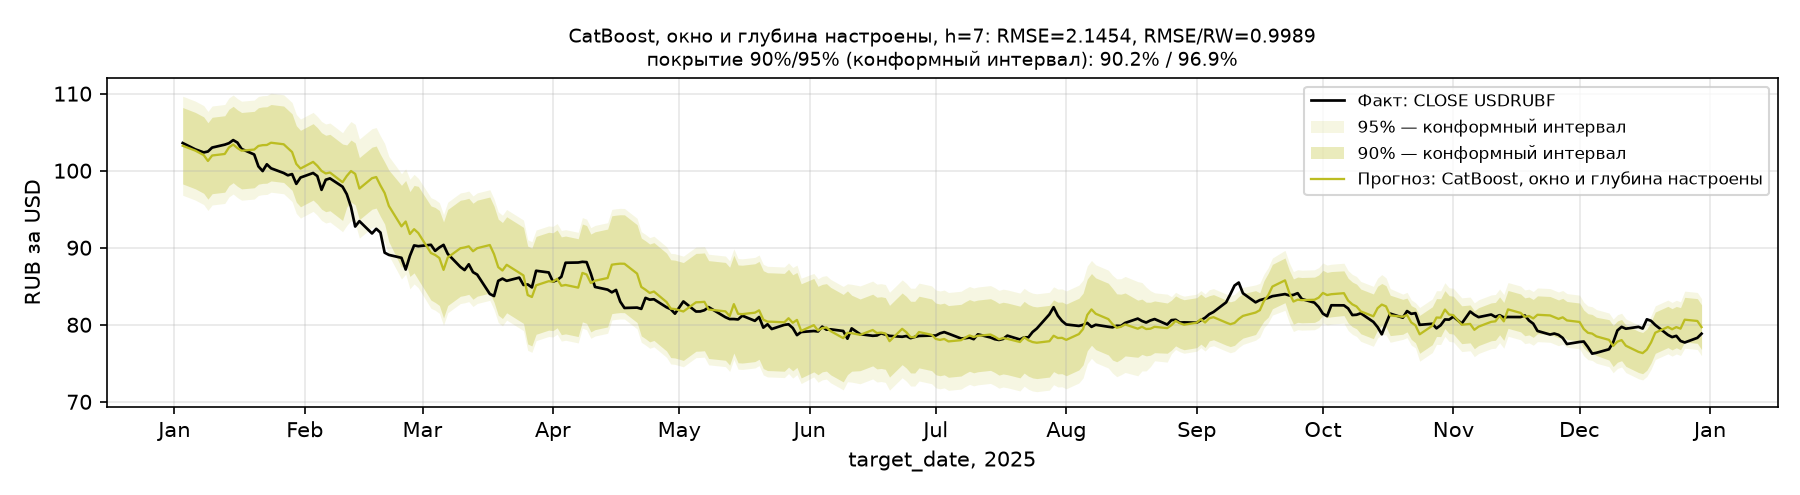 CatBoost, окно и глубина настроены, h=7: RMSE=2.1454, RMSE/RW=0.9989
покрытие 90%/95% (конформный интервал): 90.2% / 96.9%
110
100
90
80
70
RUB за USD
Факт: CLOSE USDRUBF
95% — конформный интервал
90% — конформный интервал
Прогноз: CatBoost, окно и глубина настроены
Jan Feb Mar Apr May Jun Jul Aug Sep Oct Nov Dec Jan
target_date, 2025